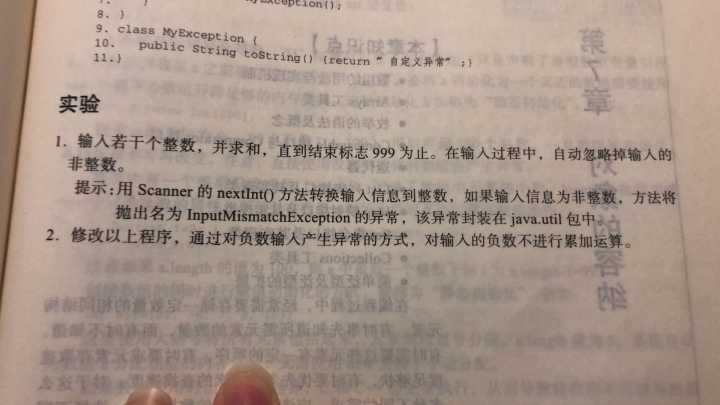 8. }
9. class MyException {
10. public String toString() {return " 自定义异常" ;}
11.}
实验
1. 输入若干个整数，并求和，直到结束标志 999 为止。在输入过程中，自动忽略掉输入的
非整数。
提示：用 Scanner 的 nextInt() 方法转换输入信息到整数，如果输入信息为非整数，方法将
抛出名为 InputMismatchException 的异常，该异常封装在 java.util 包中。
2. 修改以上程序，通过对负数输入产生异常的方式，对输入的负数不进行累加运算。